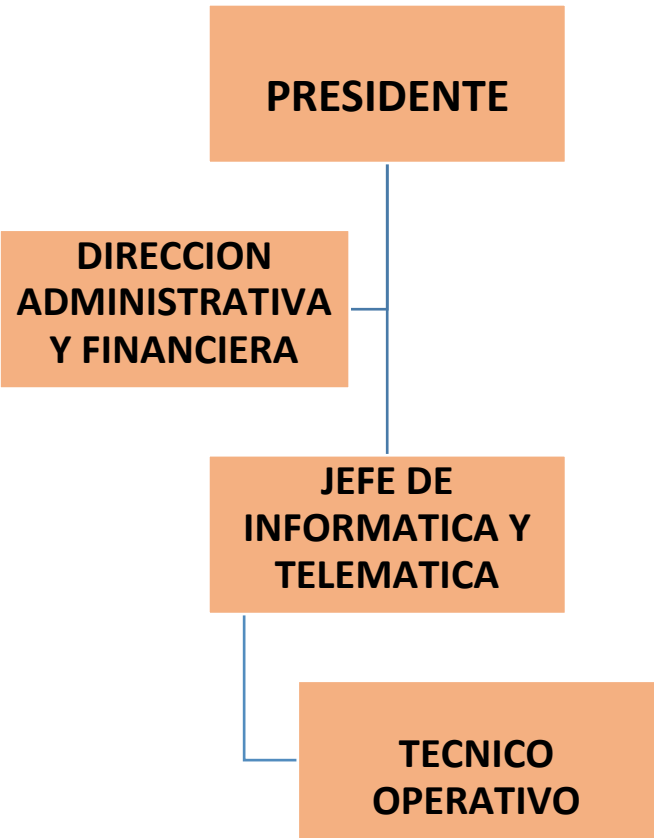 PRESIDENTE
DIRECCION
ADMINISTRATIVA
Y FINANCIERA
JEFE DE
INFORMATICA Y
TELEMATICA
TECNICO
OPERATIVO